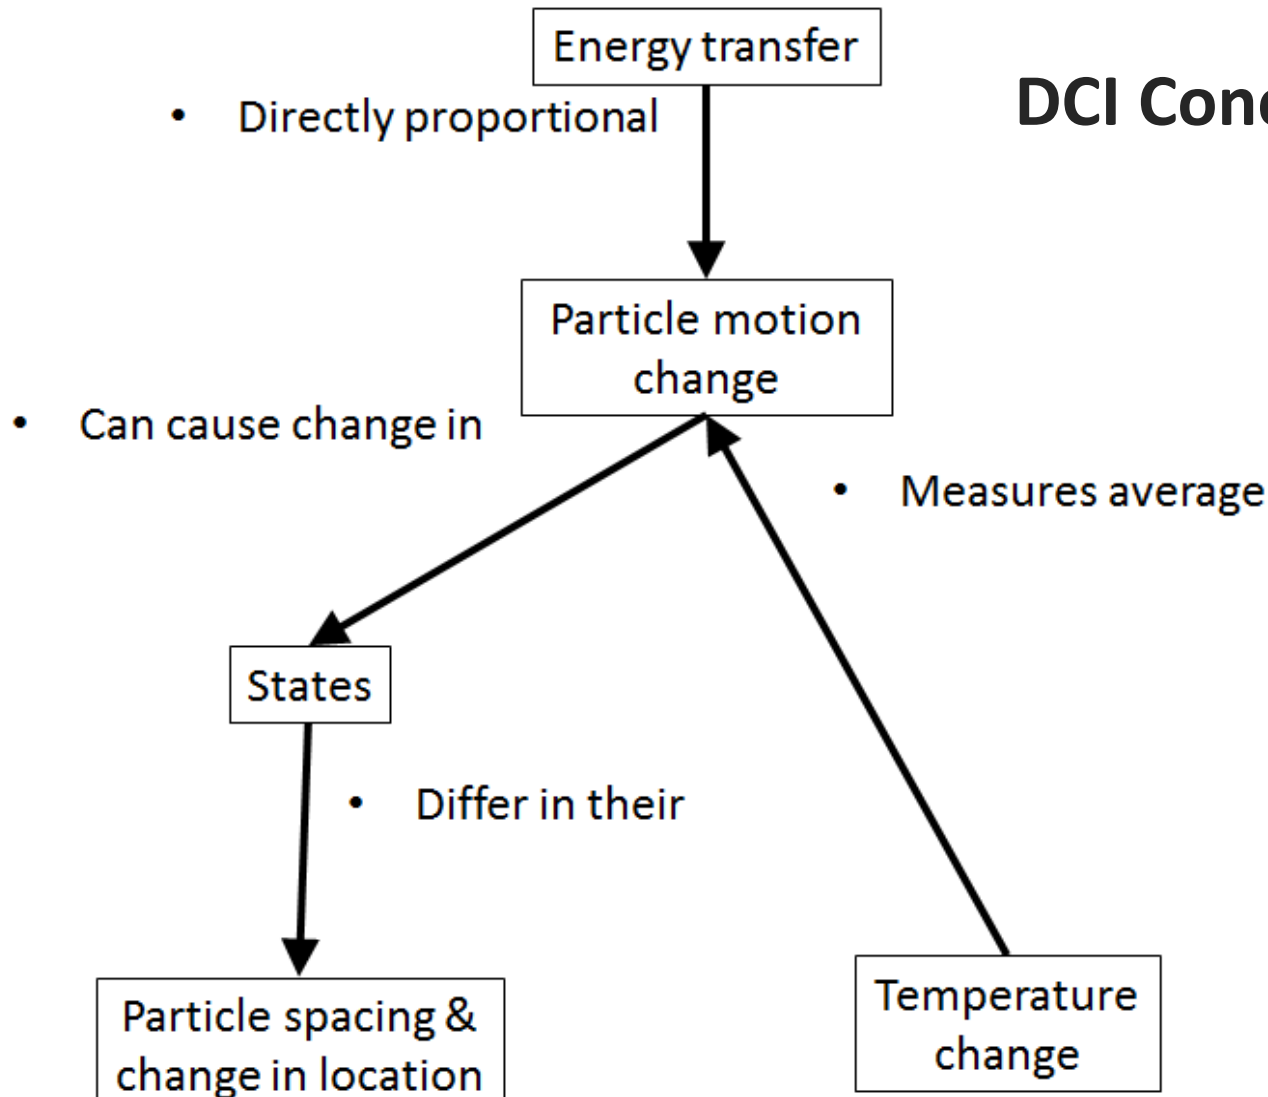 Energy transfer
DCI Conc
• Directly proportional
Particle motion
change
• Can cause change in
• Measures average
States
• Differ in their
Particle spacing &
change in location
Temperature
change